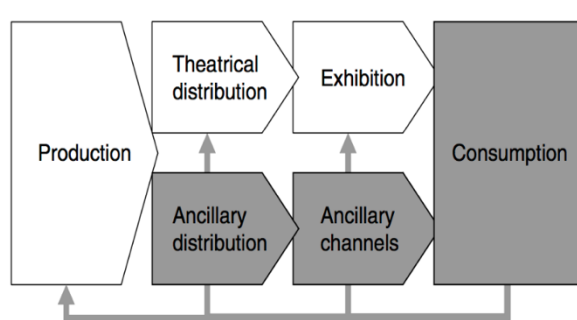 Theatrical
distribution
Exhibition
Production
Consumption
Ancillary
distribution
Ancillary
channels